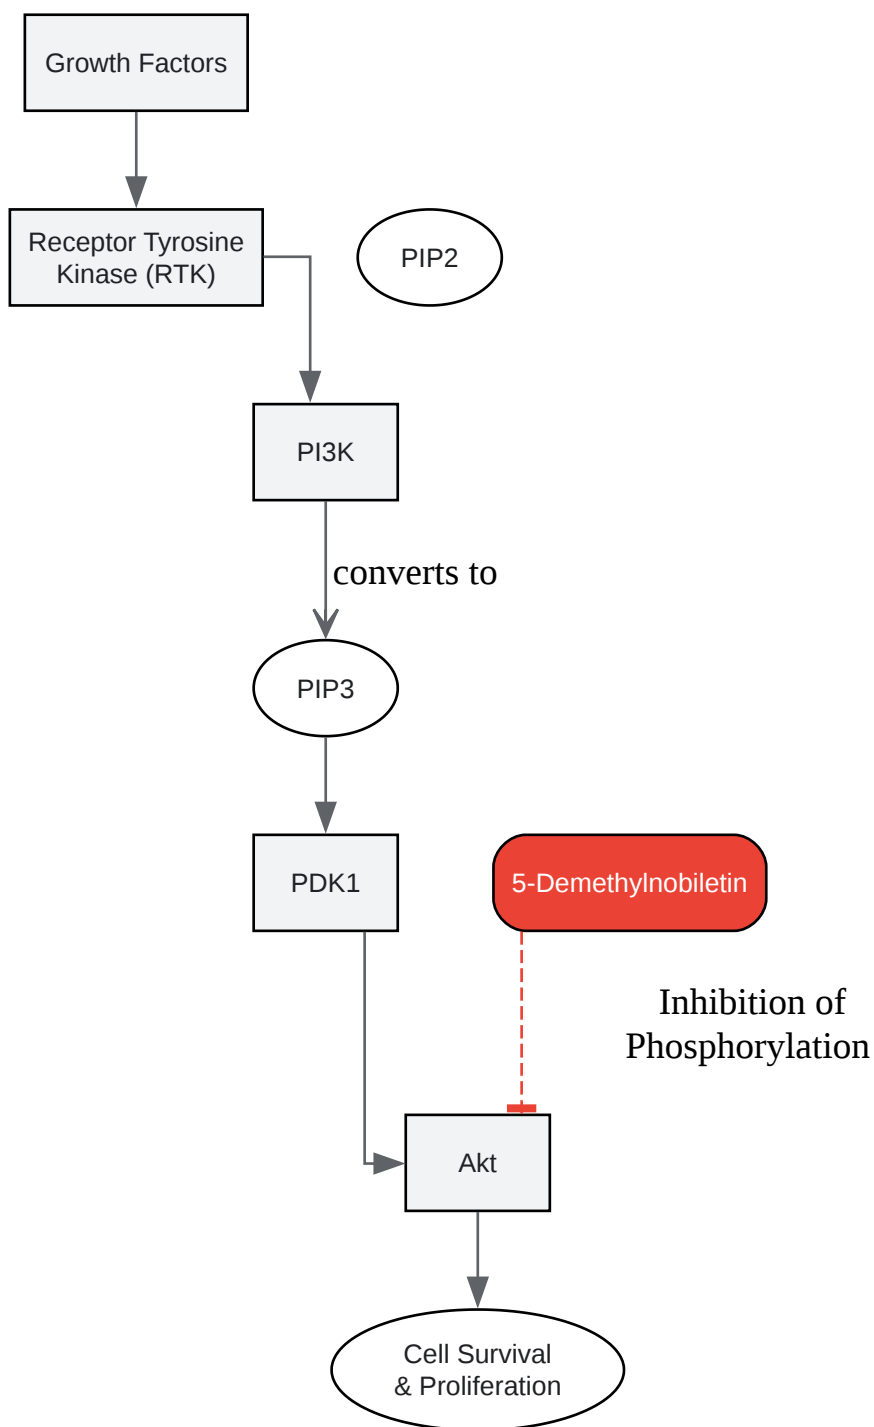 Growth Factors
Receptor Tyrosine
Kinase (RTK)
PIP2
PI3K
converts to
PIP3
PDK1
5-Demethylnobiletin
Inhibition of
Phosphorylation
Akt
Cell Survival
& Proliferation